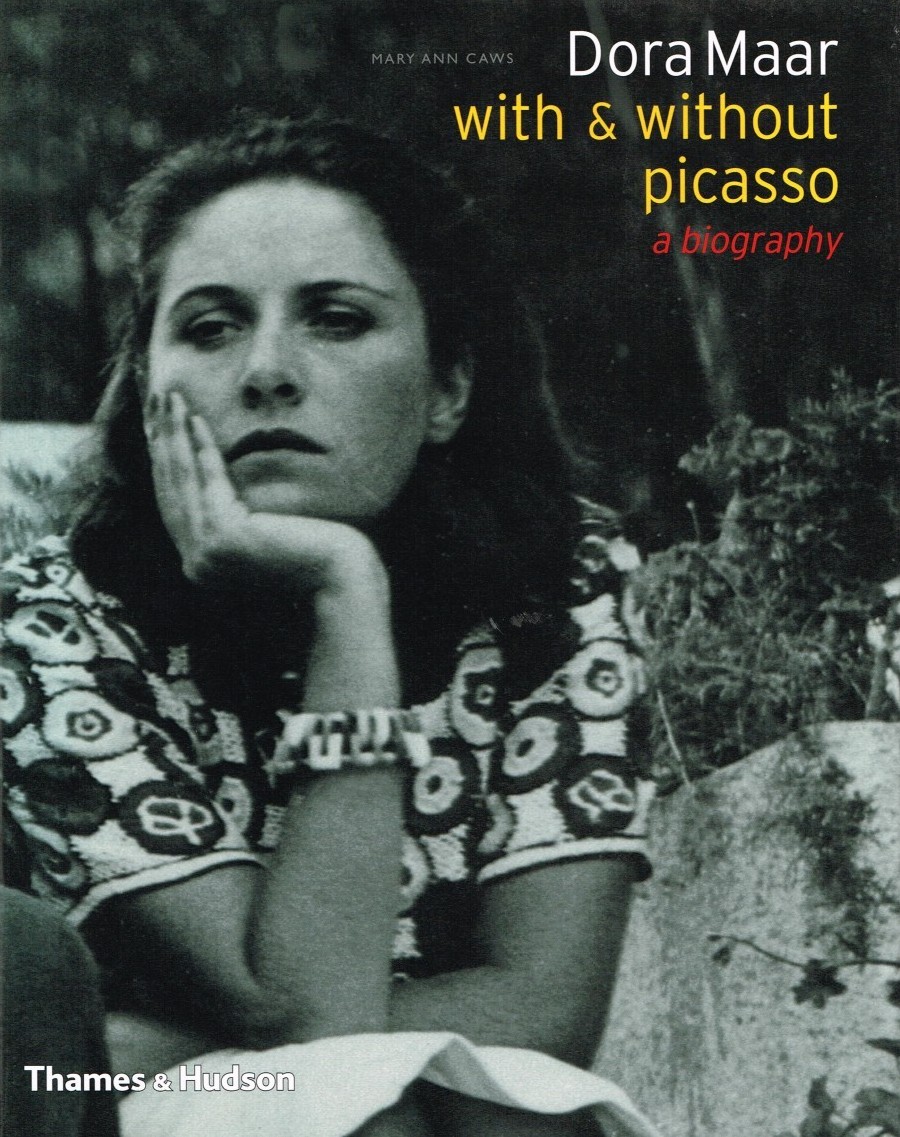 MARY ANN CAWS
Dora Maar
with & without
picasso
a biography
Thames & Hudson